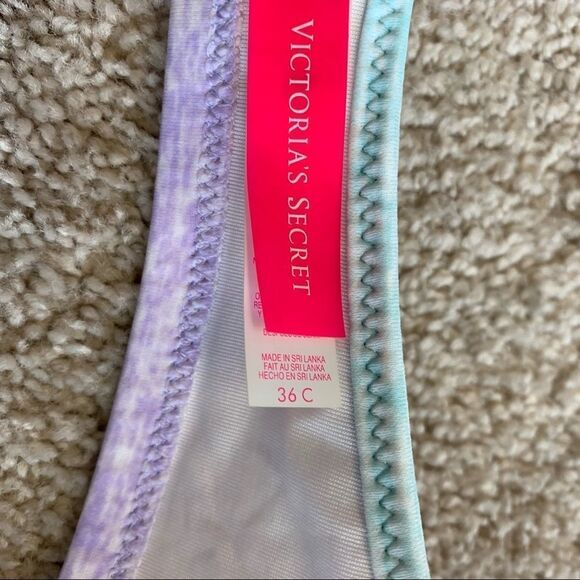 VICTORIA'S SECRET
MADE IN SRI LANKA
FAIT AU SRI LANKA
HECHO EN SRI LANKA
36 C